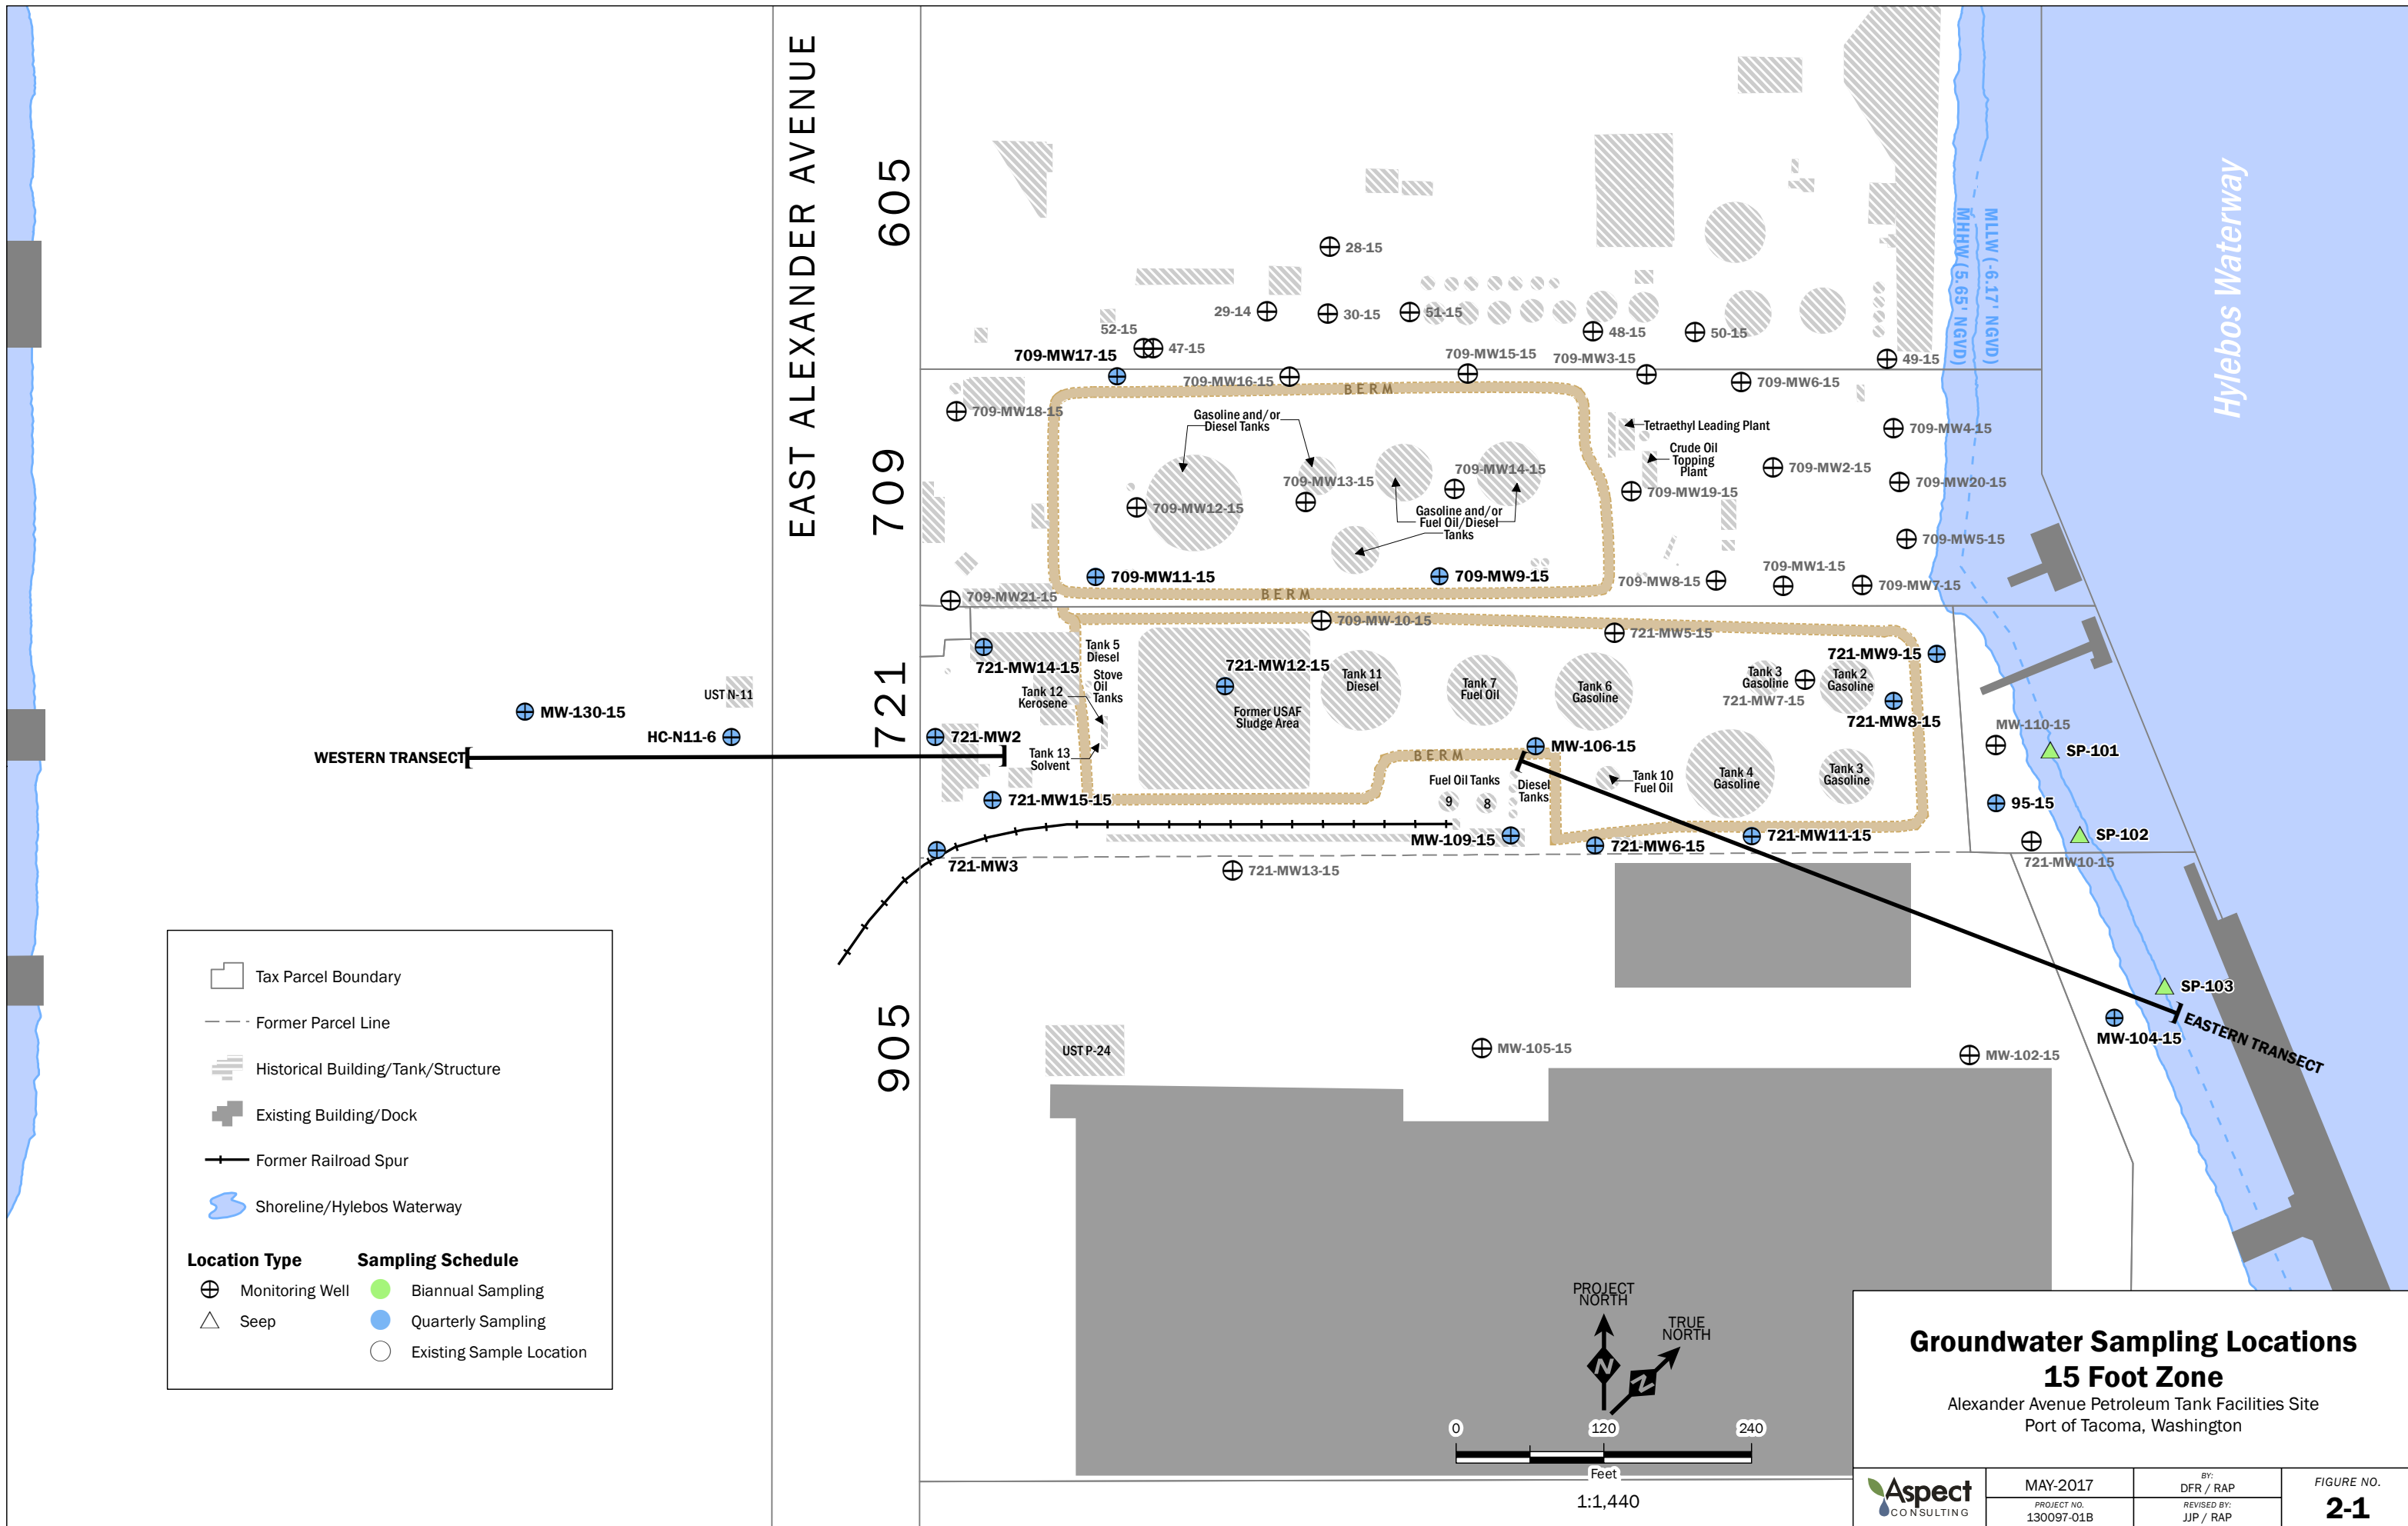 EAST ALEXANDER AVENUE
605
709
721
905
Hylebos Waterway
MLLW (-6.17' NGVD)
MHHW (5.65' NGVD)
28-15
29-14
30-15
51-15
52-15
47-15
48-15
50-15
49-15
709-MW17-15
709-MW16-15
709-MW15-15
709-MW3-15
709-MW6-15
BERM
709-MW18-15
Gasoline and/or
Diesel Tanks
Tetraethyl Leading Plant
Crude Oil
Topping
Plant
709-MW4-15
709-MW2-15
709-MW20-15
709-MW13-15
709-MW14-15
709-MW19-15
709-MW12-15
Gasoline and/or
Fuel Oil/Diesel
Tanks
709-MW5-15
709-MW11-15
709-MW9-15
709-MW8-15
709-MW1-15
709-MW7-15
BERM
709-MW21-15
709-MW-10-15
721-MW5-15
721-MW14-15
Tank 5
Diesel
Stove
Oil
Tanks
Tank 12
Kerosene
Tank 13
Solvent
721-MW12-15
Former USAF
Sludge Area
Tank 11
Diesel
Tank 7
Fuel Oil
Tank 6
Gasoline
Tank 3
Gasoline
721-MW7-15
Tank 2
Gasoline
721-MW9-15
721-MW8-15
UST N-11
MW-130-15
HC-N11-6
721-MW2
WESTERN TRANSECT
MW-110-15
SP-101
BERM
MW-106-15
Fuel Oil Tanks
9
8
Diesel
Tanks
Tank 10
Fuel Oil
Tank 4
Gasoline
Tank 3
Gasoline
95-15
SP-102
721-MW10-15
721-MW15-15
721-MW3
MW-109-15
721-MW6-15
721-MW11-15
721-MW13-15
SP-103
MW-104-15
EASTERN TRANSECT
UST P-24
MW-105-15
MW-102-15
Tax Parcel Boundary
Former Parcel Line
Historical Building/Tank/Structure
Existing Building/Dock
Former Railroad Spur
Shoreline/Hylebos Waterway
Location Type
Monitoring Well
Seep
Sampling Schedule
Biannual Sampling
Quarterly Sampling
Existing Sample Location
PROJECT
NORTH
N
TRUE
NORTH
N
0 120 240
Feet
1:1,440
Groundwater Sampling Locations
15 Foot Zone
Alexander Avenue Petroleum Tank Facilities Site
Port of Tacoma, Washington
Aspect
CONSULTING
MAY-2017
PROJECT NO.
130097-01B
BY:
DFR / RAP
REVISED BY:
JJP / RAP
FIGURE NO.
2-1